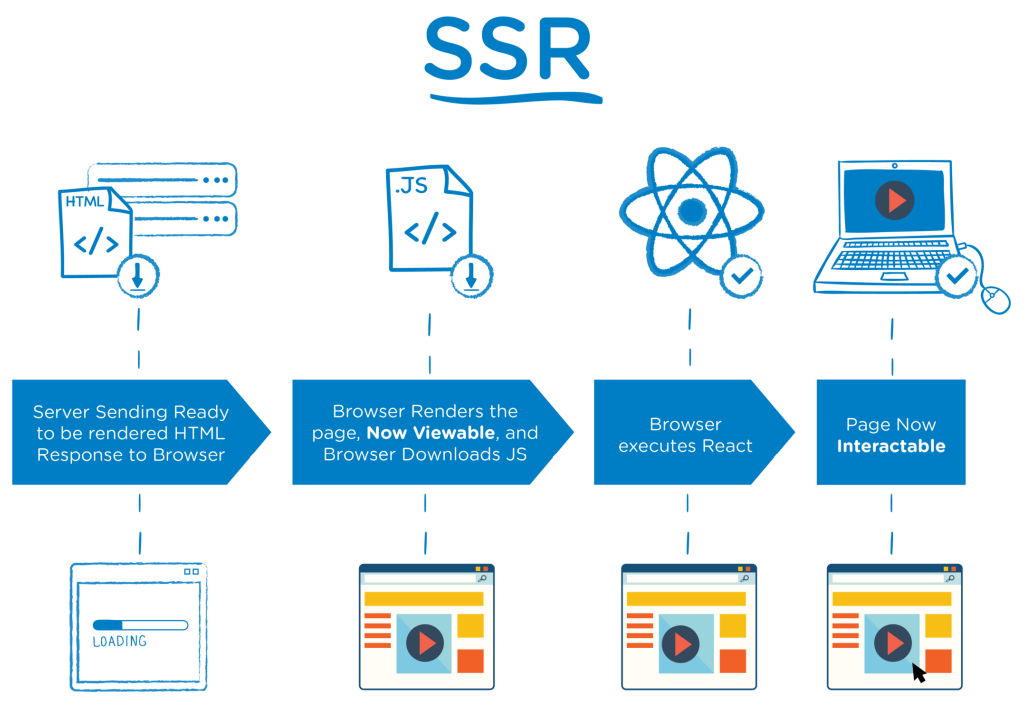 SSR
HTML
</>
.JS
</>
Server Sending Ready
to be rendered HTML
Response to Browser
Browser Renders the
page, Now Viewable, and
Browser Downloads JS
Browser
executes React
Page Now
Interactable
LOADING